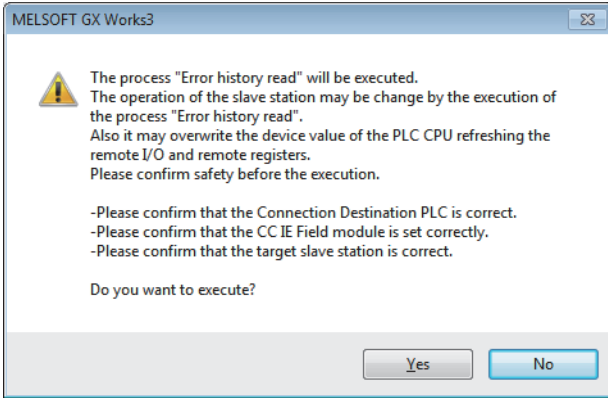 MELSOFT GX Works3
The process "Error history read" will be executed.
The operation of the slave station may be change by the execution of
the process "Error history read".
Also it may overwrite the device value of the PLC CPU refreshing the
remote I/O and remote registers.
Please confirm safety before the execution.
-Please confirm that the Connection Destination PLC is correct.
-Please confirm that the CC IE Field module is set correctly.
-Please confirm that the target slave station is correct.
Do you want to execute?
Yes
No